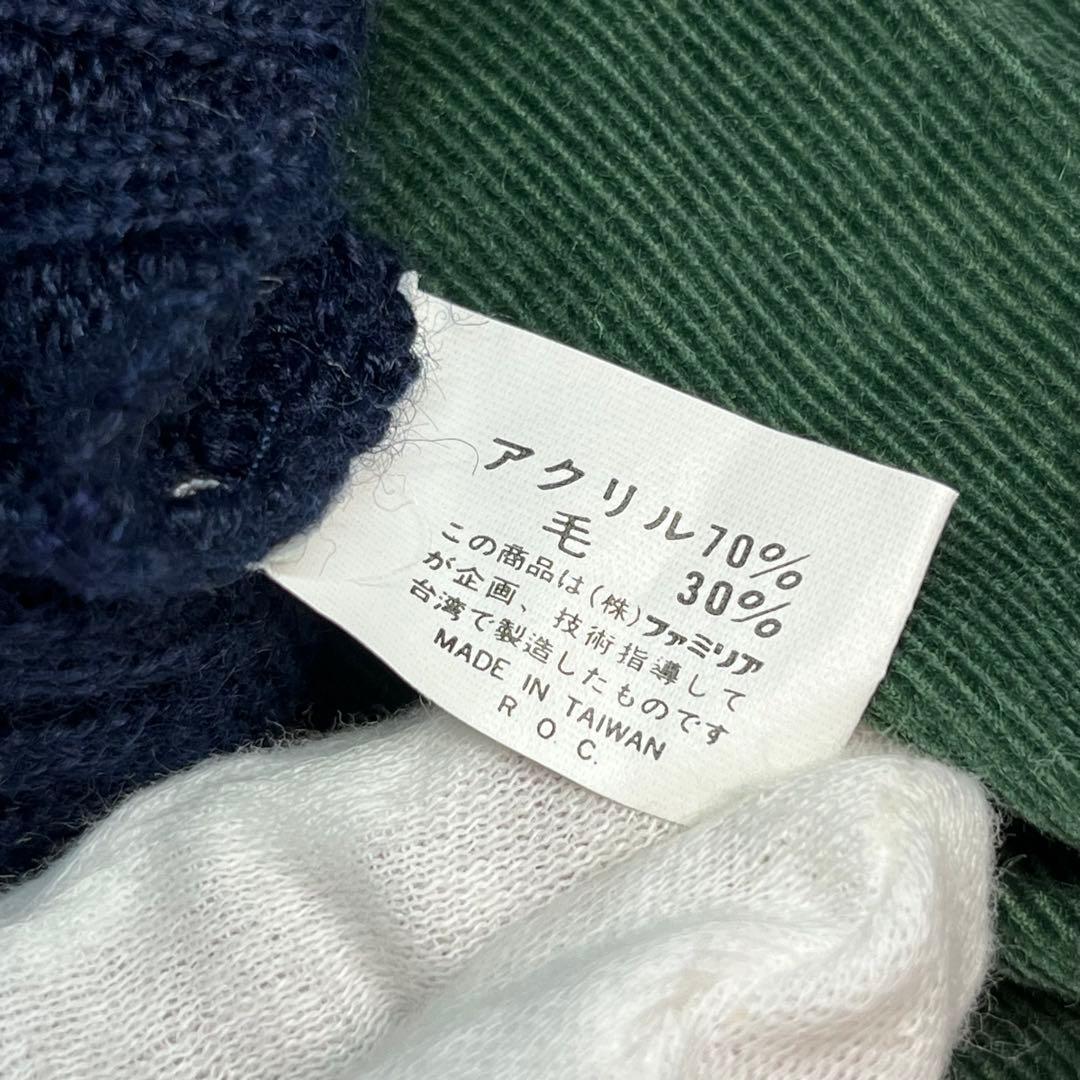 アクリル70%
毛 30%
この商品は(株)ファミリア
が企画、技術指導して
台湾で製造したものです
MADE IN TAIWAN
R O. C.